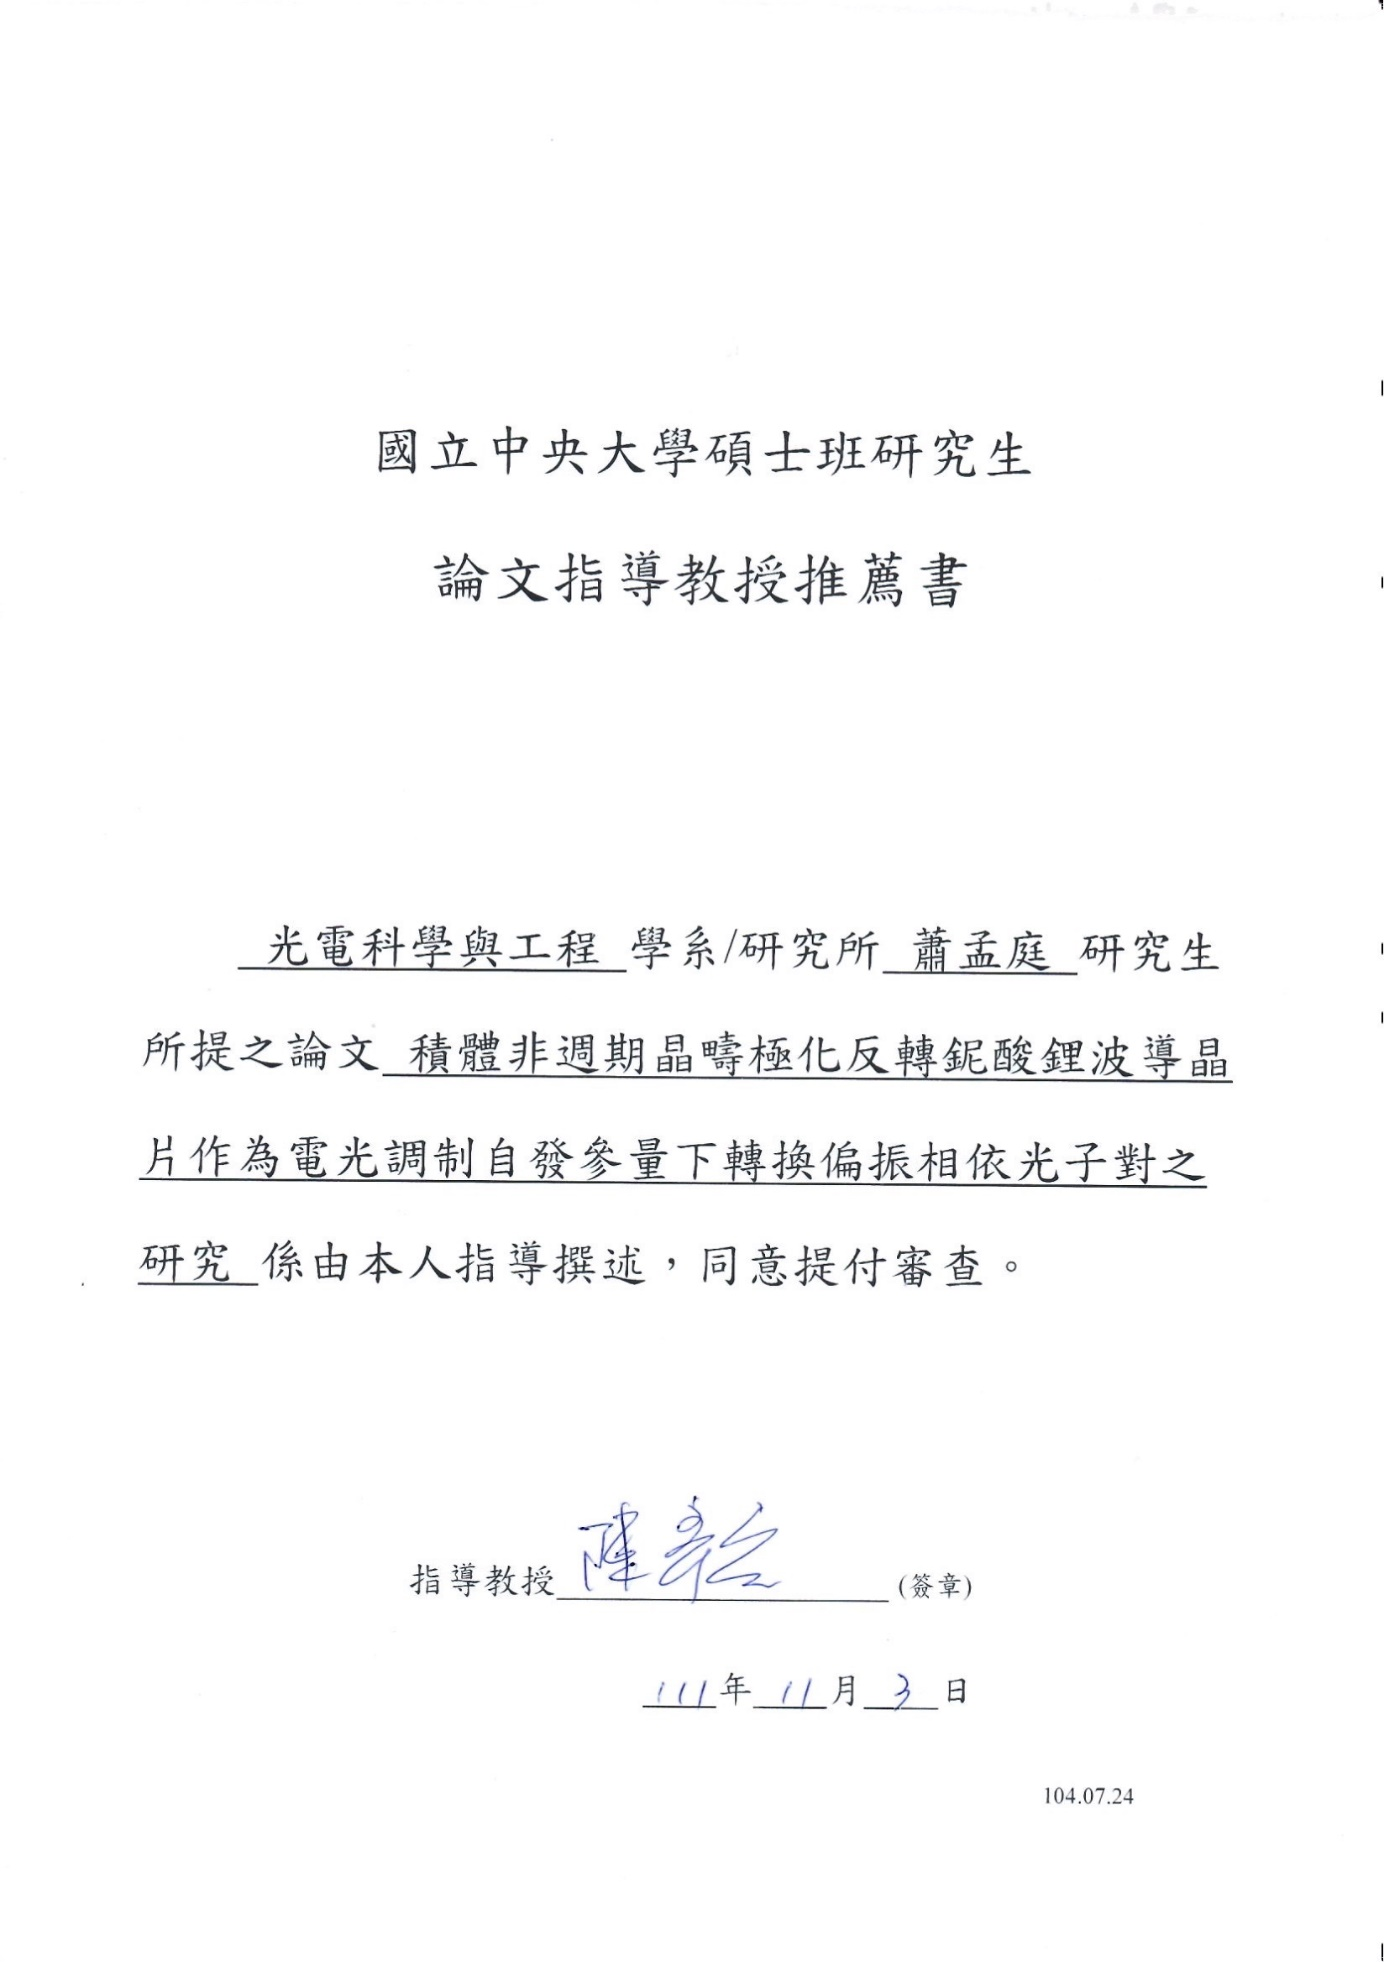 國立中央大學碩士班研究生
論文指導教授推薦書
光電科學與工程 學系/研究所 蕭孟庭 研究生
所提之論文 積體非週期晶疇極化反轉鈮酸鋰波導晶
片作為電光調制自發參量下轉換偏振相依光子對之
研究 係由本人指導撰述，同意提付審查。
指導教授 陳 (簽章)
111年 11月 3日
104.07.24